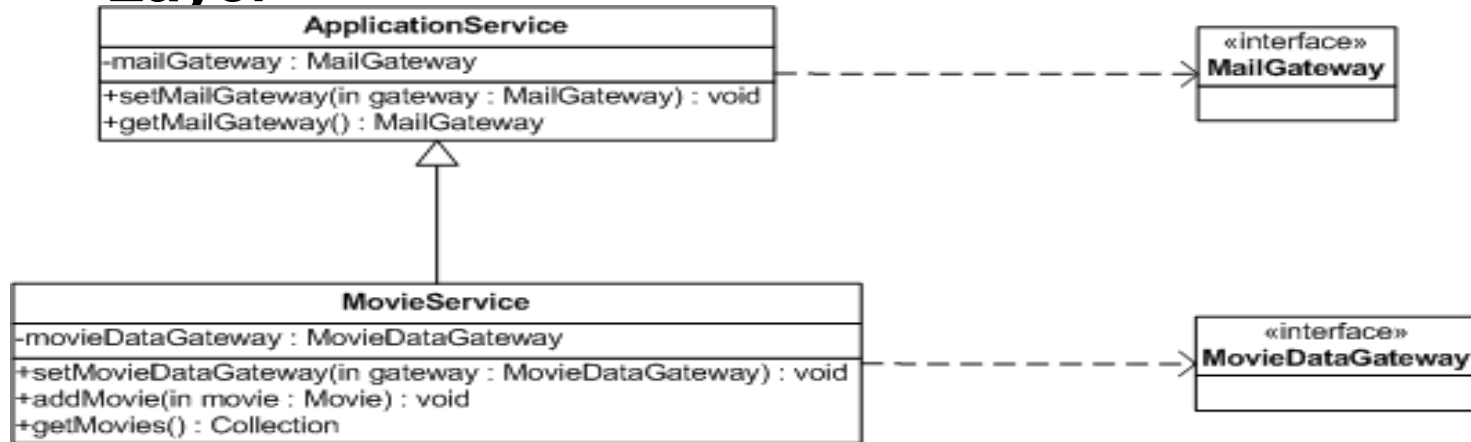 Layer
ApplicationService
-mailGateway : MailGateway
+setMailGateway(in gateway : MailGateway) : void
+getMailGateway() : MailGateway
«interface»
MailGateway
MovieService
-movieDataGateway : MovieDataGateway
+setMovieDataGateway(in gateway : MovieDataGateway) : void
+addMovie(in movie : Movie) : void
+getMovies() : Collection
«interface»
MovieDataGateway